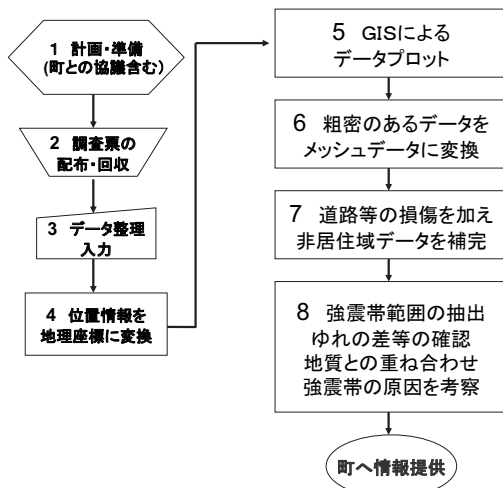 1 計画・準備
(町との協議含む)
2 調査票の
配布・回収
3 データ整理
入力
4 位置情報を
地理座標に変換
5 GISによる
データプロット
6 粗密のあるデータを
メッシュデータに変換
7 道路等の損傷を加え
非居住域データを補完
8 強震帯範囲の抽出
ゆれの差等の確認
地質との重ね合わせ
強震帯の原因を考察
町へ情報提供